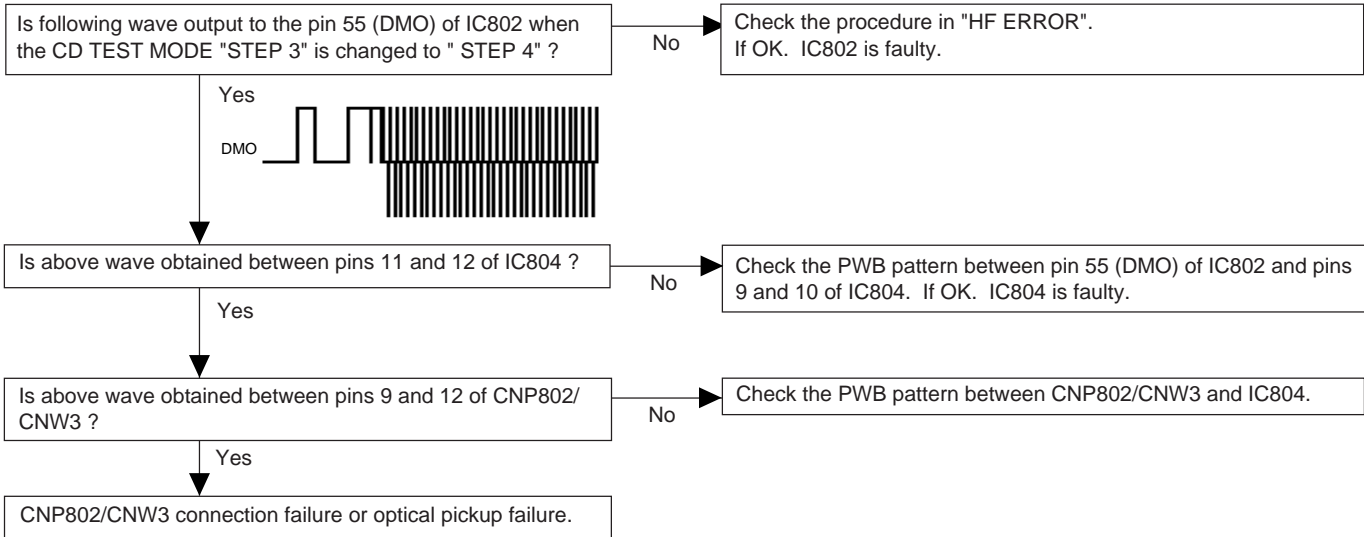 Is following wave output to the pin 55 (DMO) of IC802 when
the CD TEST MODE "STEP 3" is changed to " STEP 4" ?
No
Check the procedure in "HF ERROR".
If OK. IC802 is faulty.
Yes
DMO
Is above wave obtained between pins 11 and 12 of IC804 ?
No
Check the PWB pattern between pin 55 (DMO) of IC802 and pins
9 and 10 of IC804. If OK. IC804 is faulty.
Yes
Is above wave obtained between pins 9 and 12 of CNP802/
CNW3 ?
No
Check the PWB pattern between CNP802/CNW3 and IC804.
Yes
CNP802/CNW3 connection failure or optical pickup failure.